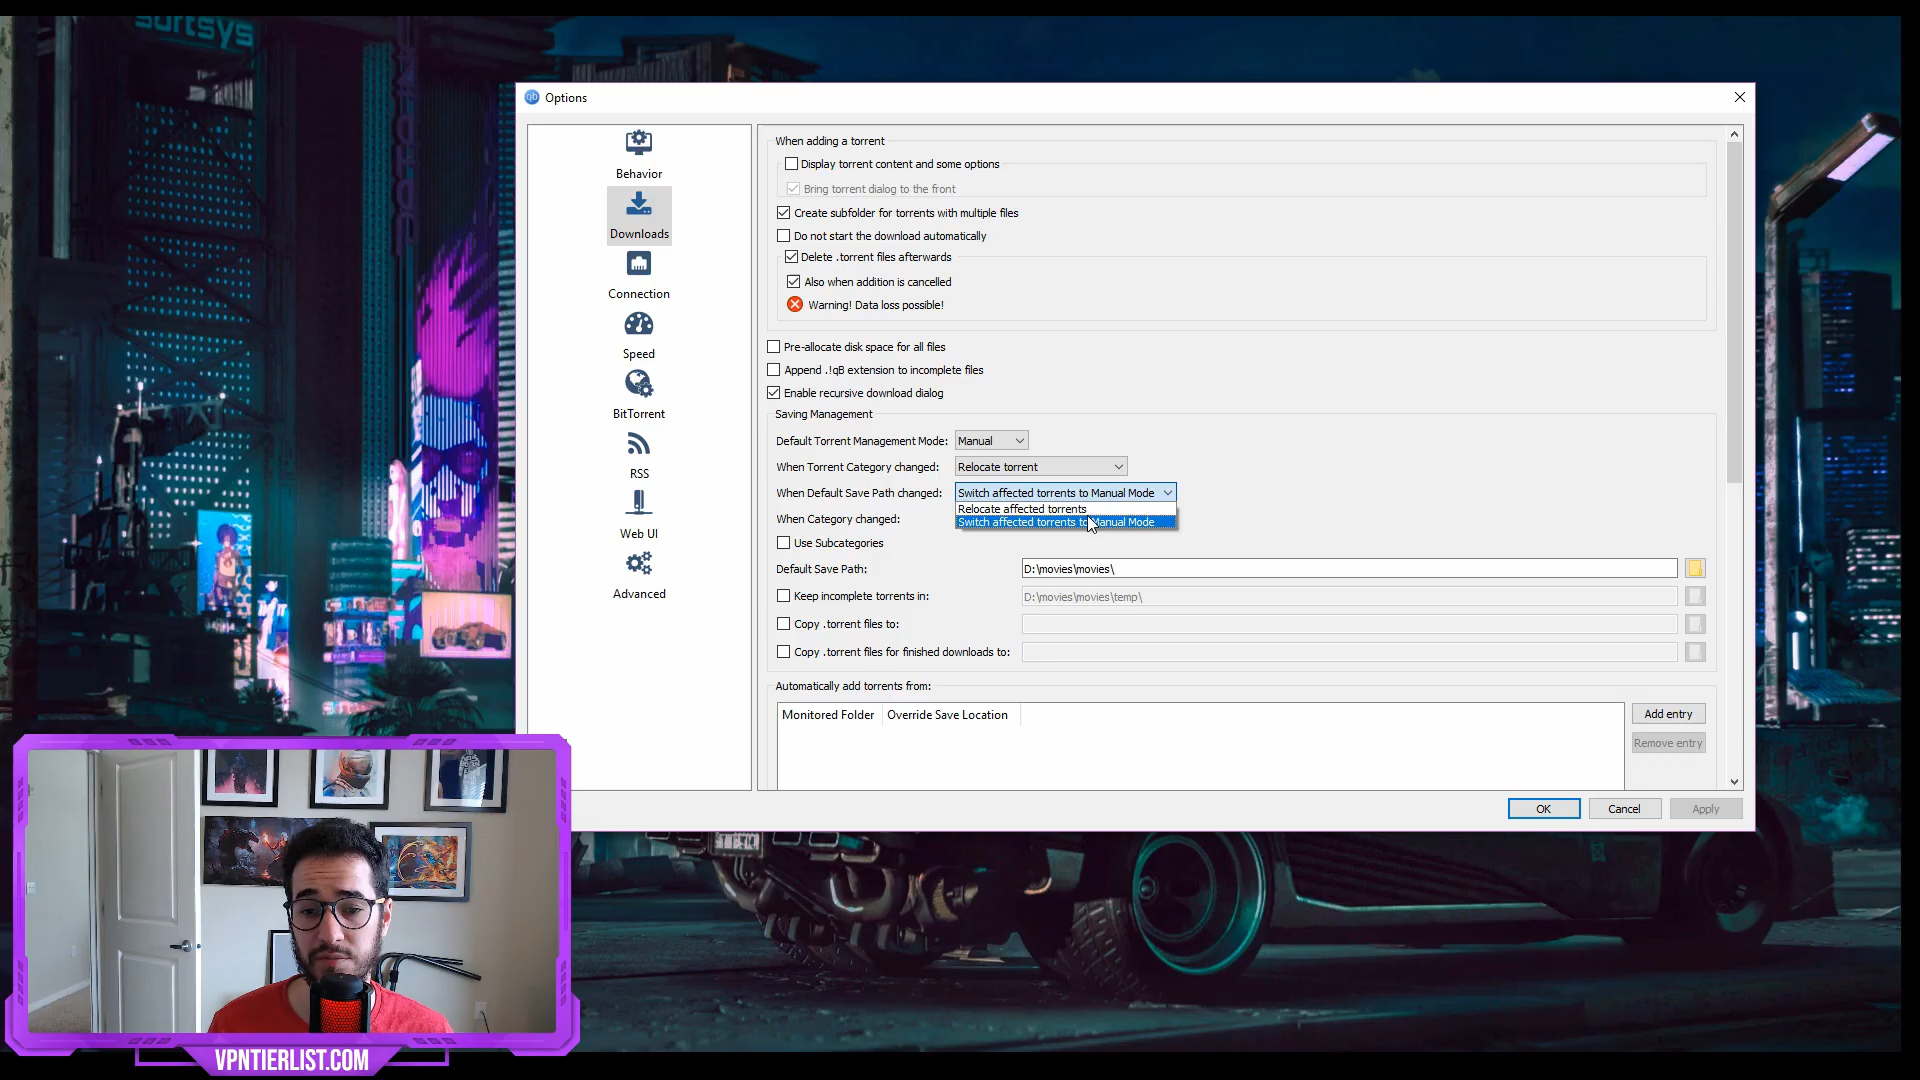 surtsys
Options
Behavior
Downloads
Connection
Speed
BitTorrent
RSS
Web UI
Advanced
When adding a torrent
Display torrent content and some options
Bring torrent dialog to the front
Create subfolder for torrents with multiple files
Do not start the download automatically
Delete .torrent files afterwards
Also when addition is cancelled
Warning! Data loss possible!
Pre-allocate disk space for all files
Append .!qB extension to incomplete files
Enable recursive download dialog
Saving Management
Default Torrent Management Mode: Manual
When Torrent Category changed: Relocate torrent
When Default Save Path changed: Switch affected torrents to Manual Mode
Relocate affected torrents
When Category changed: Switch affected torrents to Manual Mode
Use Subcategories
Default Save Path: D:\movies\movies\
Keep incomplete torrents in: D:\movies\movies\temp\
Copy .torrent files to:
Copy .torrent files for finished downloads to:
Automatically add torrents from:
Monitored Folder Override Save Location
Add entry
Remove entry
OK Cancel Apply
VPNTIERLIST.COM